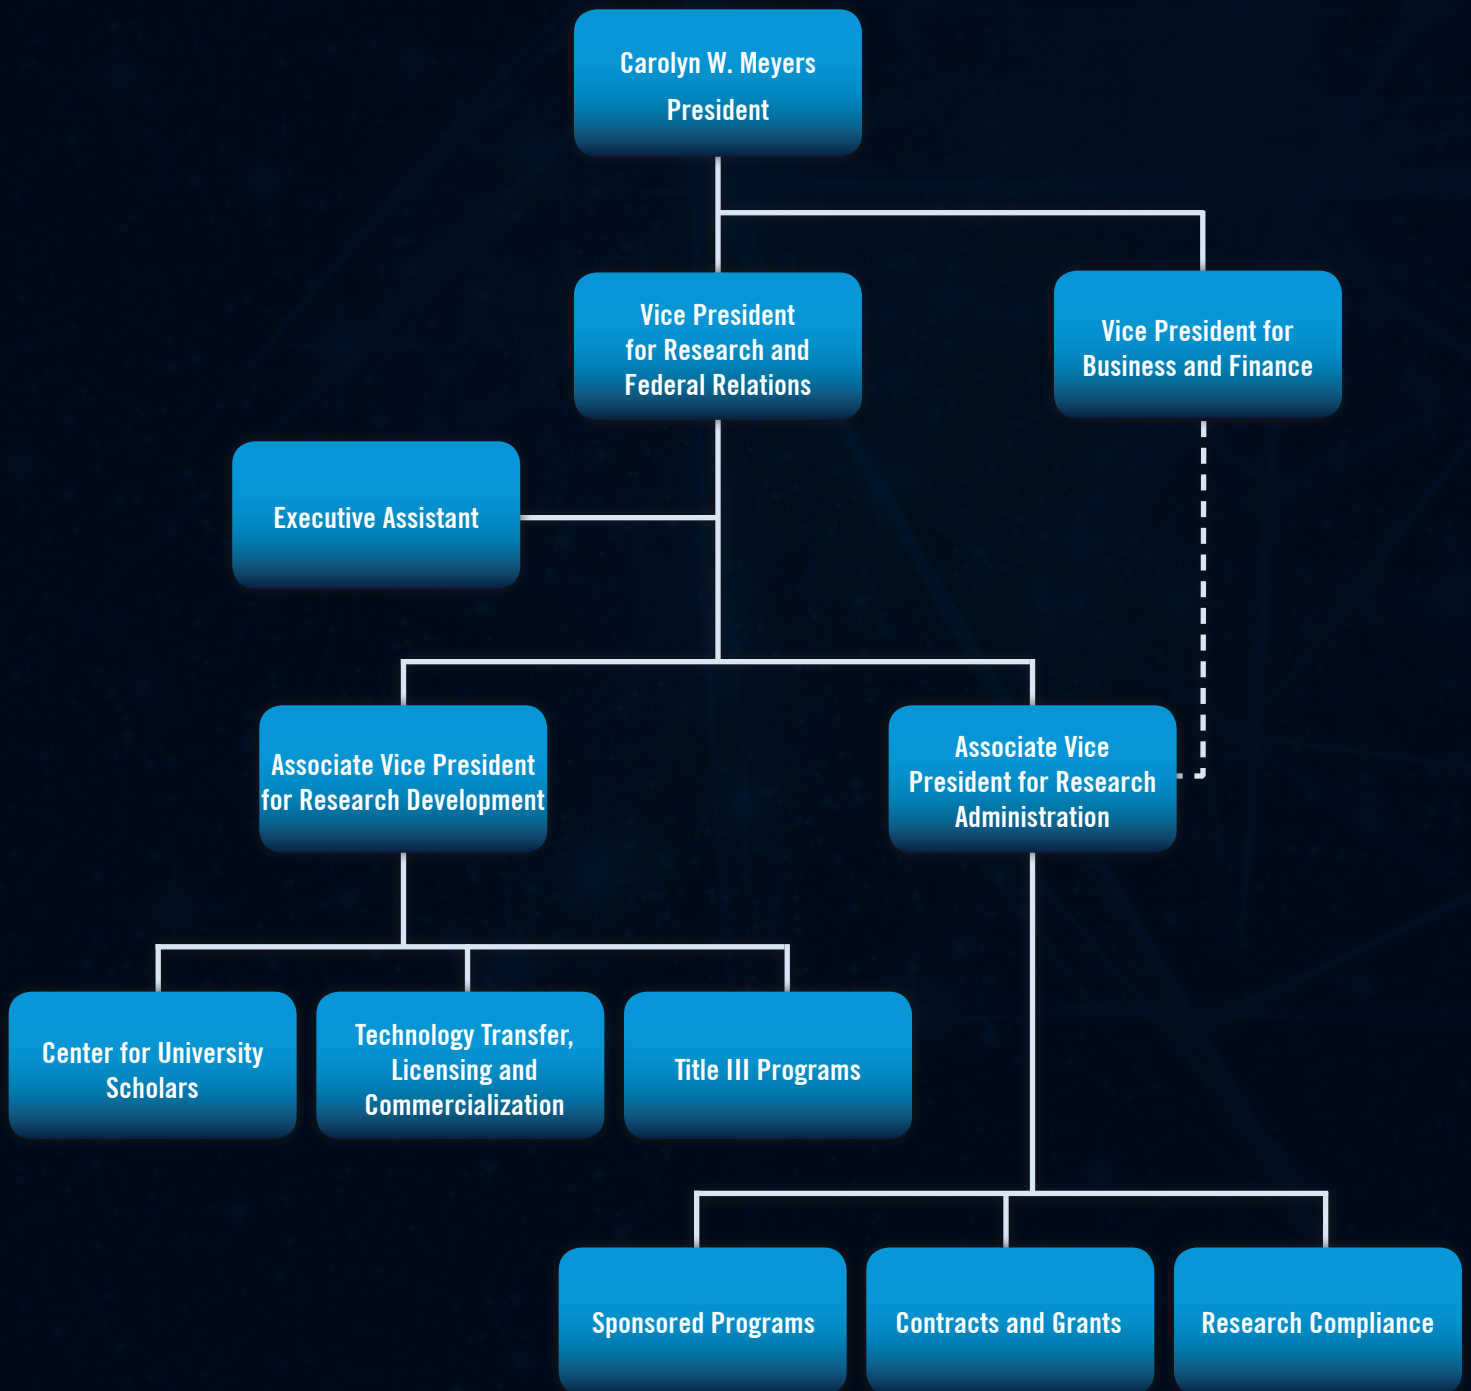 Carolyn W. Meyers
President
Vice President
for Research and
Federal Relations
Vice President for
Business and Finance
Executive Assistant
Associate Vice President
for Research Development
Associate Vice
President for Research
Administration
Center for University
Scholars
Technology Transfer,
Licensing and
Commercialization
Title III Programs
Sponsored Programs
Contracts and Grants
Research Compliance